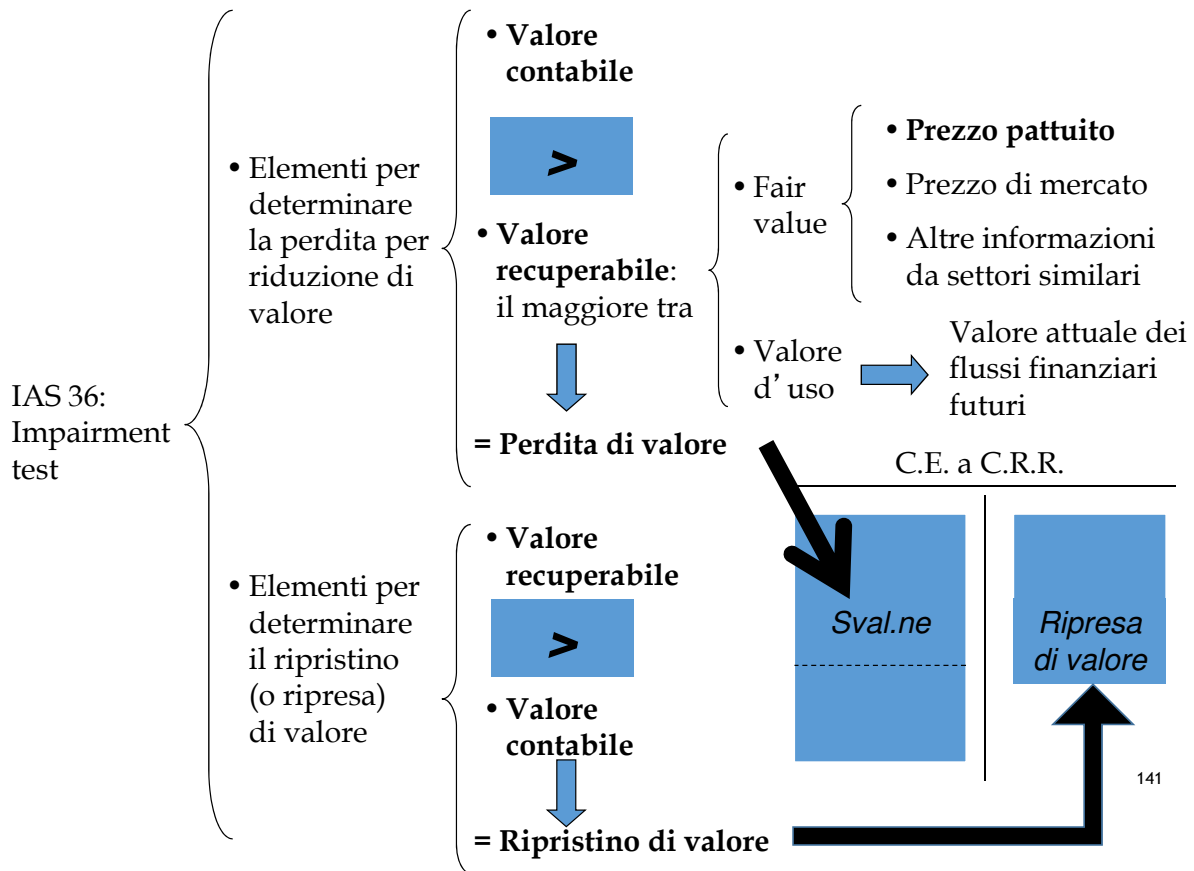 IAS 36:
Impairment
test
• Elementi per
determinare
la perdita per
riduzione di
valore
• Valore
contabile
>
• Valore
recuperabile:
il maggiore tra
= Perdita di valore
• Fair
value
• Prezzo pattuito
• Prezzo di mercato
• Altre informazioni
da settori similari
• Valore
d’uso
Valore attuale dei
flussi finanziari
futuri
• Elementi per
determinare
il ripristino
(o ripresa)
di valore
• Valore
recuperabile
>
• Valore
contabile
= Ripristino di valore
C.E. a C.R.R.
Sval.ne
Ripresa
di valore
141